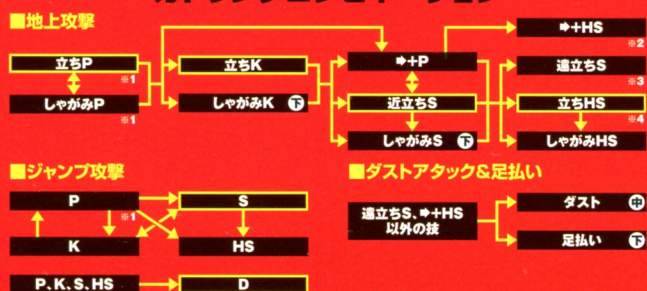 ■地上攻撃
立ちP
※1
しゃがみP
※1
立ちK
しゃがみK 下
➡+P
近立ちS
しゃがみS 下
➡+HS
※2
遠立ちS
※3
立ちHS
※4
しゃがみHS
■ジャンプ攻撃
P
※1
S
K
HS
P、K、S、HS
D
■ダストアタック&足払い
遠立ちS、➡+HS
以外の技
ダスト 中
足払い 下